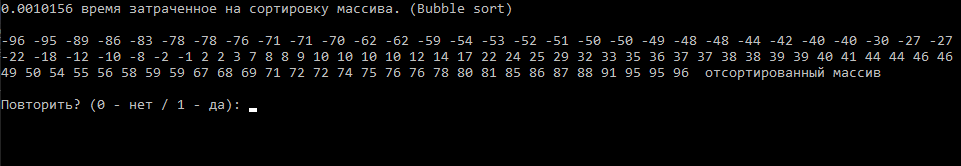 0.0010156 время затраченное на сортировку массива. (Bubble sort)
-96 -95 -89 -86 -83 -78 -78 -76 -71 -71 -70 -62 -62 -59 -54 -53 -52 -51 -50 -50 -49 -48 -48 -44 -42 -40 -40 -30 -27 -27
-22 -18 -12 -10 -8 -2 -1 2 2 3 7 8 8 9 10 10 10 10 12 14 17 22 24 25 29 32 33 35 36 37 37 38 38 39 39 40 41 44 44 46 46
49 50 54 55 56 58 59 59 67 68 69 71 72 72 74 75 76 76 78 80 81 85 86 87 88 91 95 95 96  отсортированный массив
Повторить? (0 - нет / 1 - да):